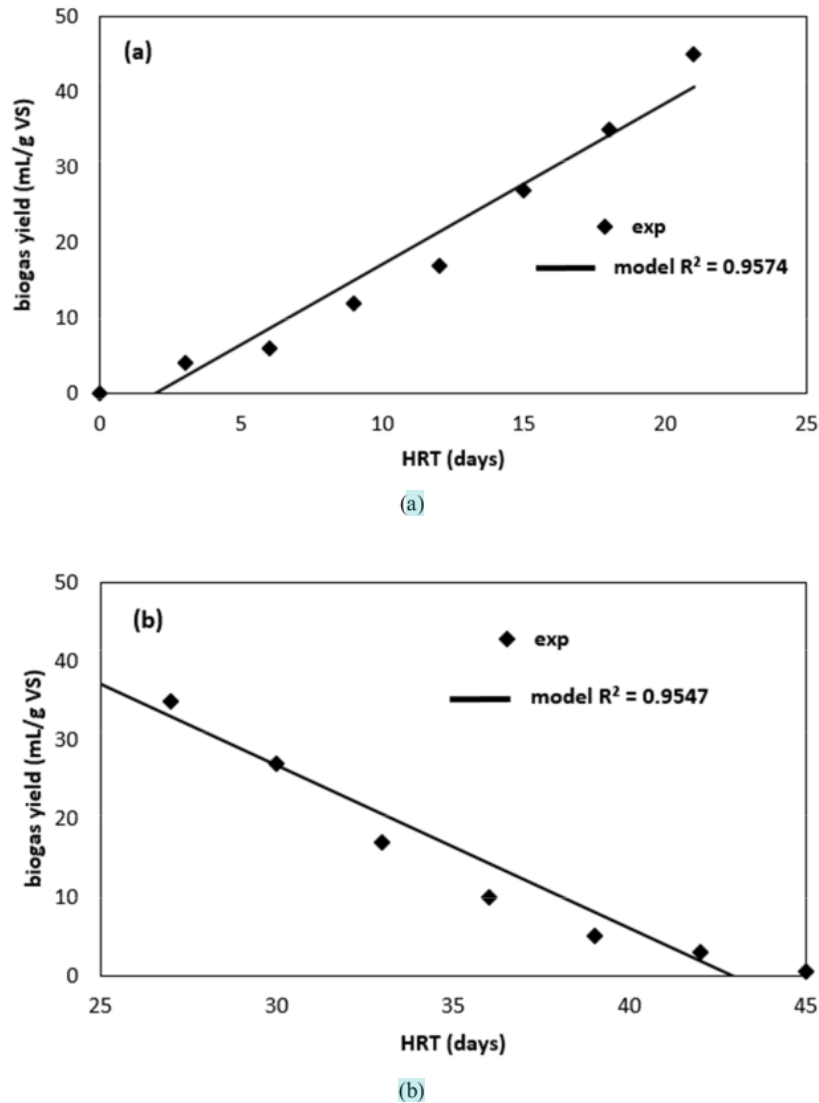 50
(a)
40
30
20
10
0
biogas yield (mL/g VS)
exp
model R² = 0.9574
0 5 10 15 20 25
HRT (days)
(a)
50
(b)
40
30
20
10
0
biogas yield (mL/g VS)
exp
model R² = 0.9547
25 30 35 40 45
HRT (days)
(b)